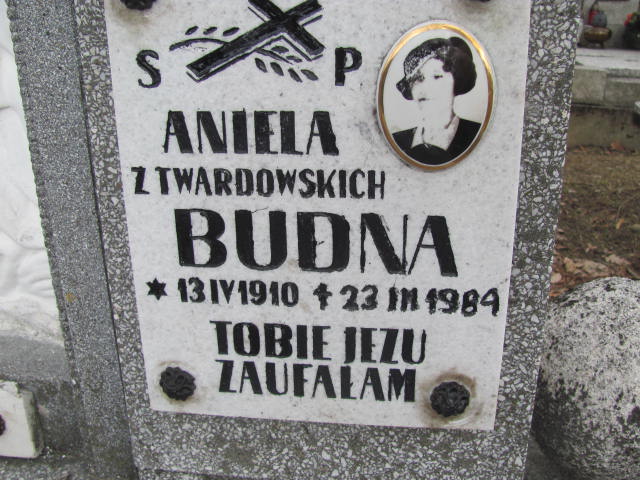 S P
ANIELA
Z TWARDOWSKICH
BUDNA
* 13 IV 1910 + 23 III 1984
TOBIE JEZU
ZAUFAŁAM